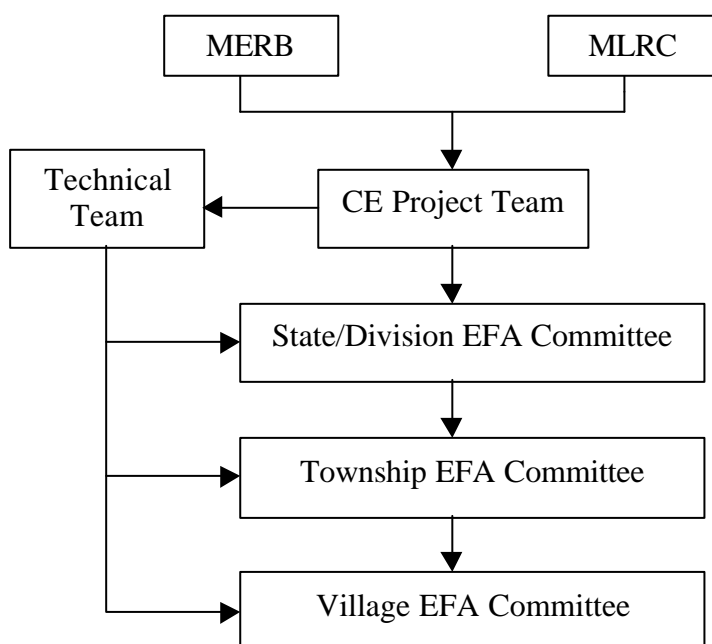 MERB
MLRC
Technical
Team
CE Project Team
State/Division EFA Committee
Township EFA Committee
Village EFA Committee